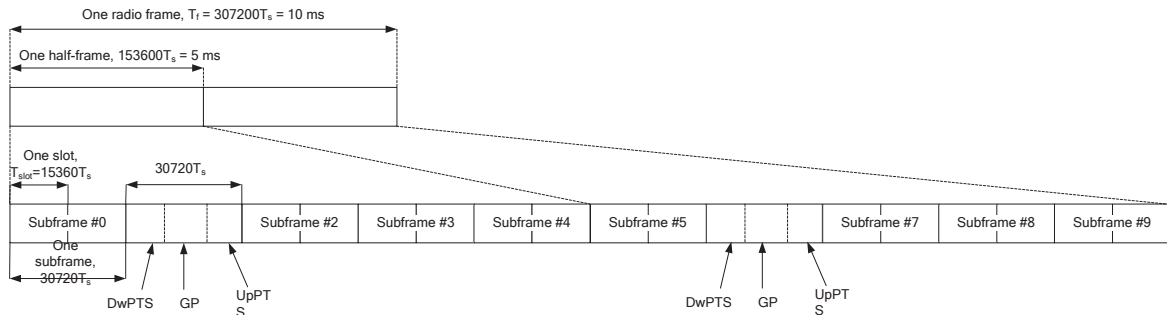 One radio frame, Tf = 307200Ts = 10 ms
One half-frame, 153600Ts = 5 ms
One slot,
Tslot=15360Ts
30720Ts
Subframe #0
Subframe #2
Subframe #3
Subframe #4
Subframe #5
Subframe #7
Subframe #8
Subframe #9
One
subframe,
30720Ts
DwPTS
GP
UpPT
S
DwPTS
GP
UpPT
S